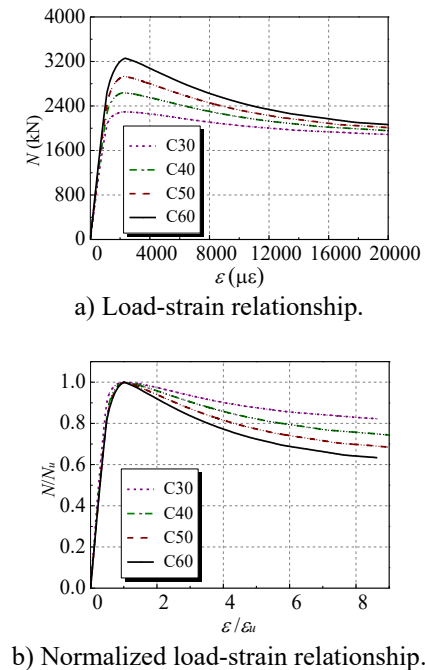 4000
3200
2400
1600
800
0
N (kN)
C30
C40
C50
C60
0 4000 8000 12000 16000 20000
ε (με)
a) Load-strain relationship.
1.0
0.8
0.6
0.4
0.2
0.0
N/Nu
C30
C40
C50
C60
0 2 4 6 8
ε/εu
b) Normalized load-strain relationship.